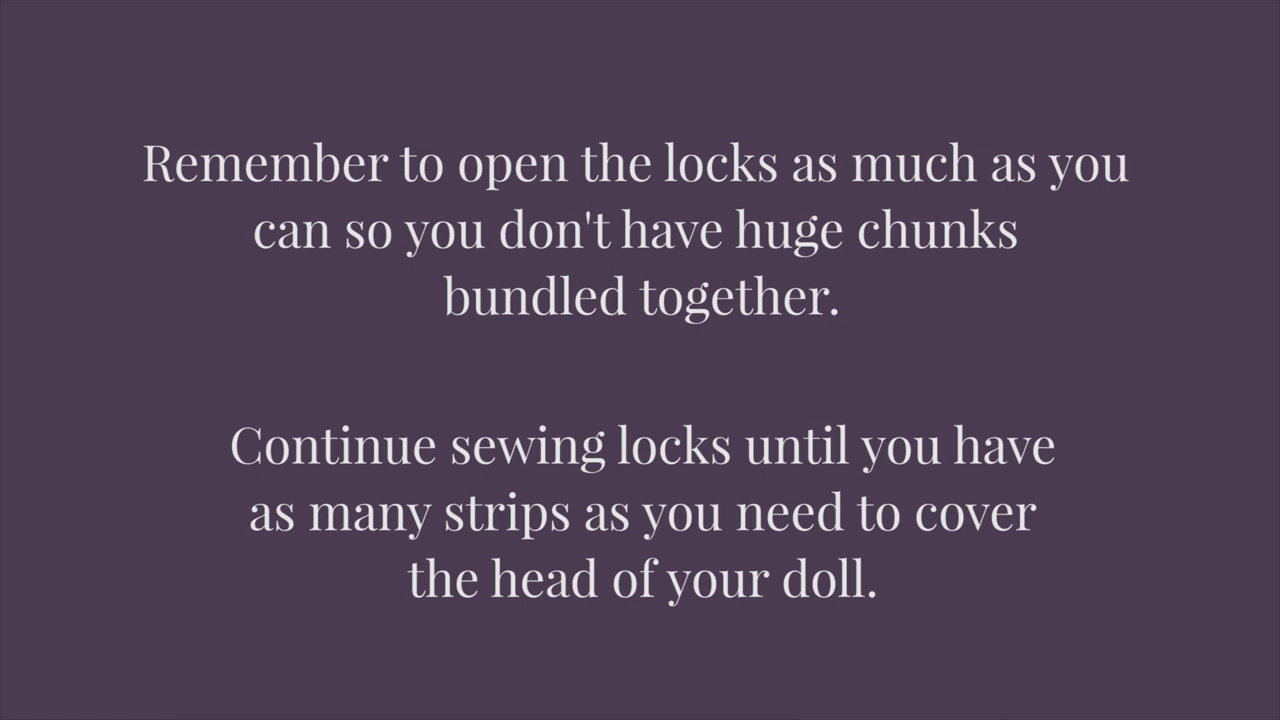 Remember to open the locks as much as you
can so you don't have huge chunks
bundled together.
Continue sewing locks until you have
as many strips as you need to cover
the head of your doll.